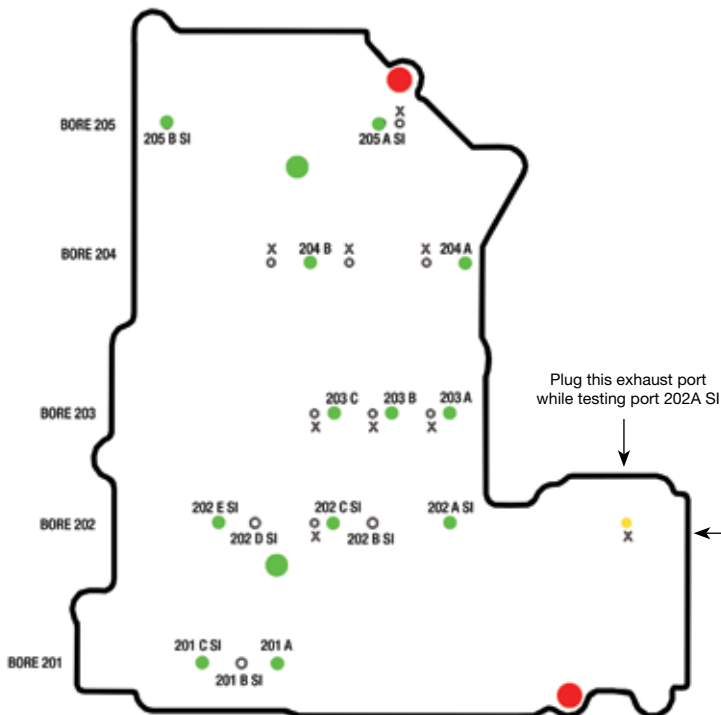 X
BORE 205
205 B SI
205 A SI
X 204 B X X 204 A
BORE 204
Plug this exhaust port
while testing port 202A SI
203 C 203 B 203 A
BORE 203
X X X
202 E SI 202 C SI 202 A SI
BORE 202
202 D SI X 202 B SI X
201 C SI 201 A
BORE 201
201 B SI